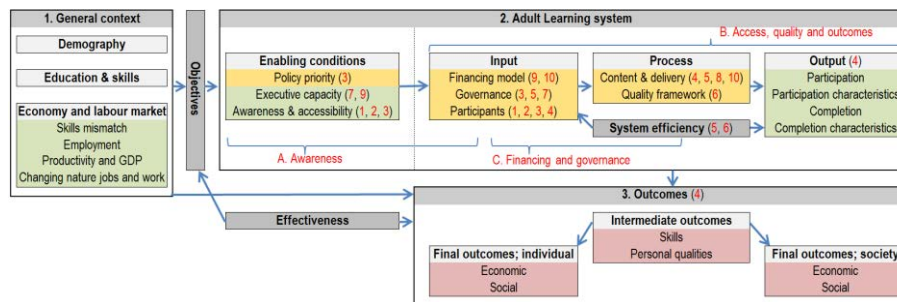 1. General context
Demography
Education & skills
Economy and labour market
Skills mismatch
Employment
Productivity and GDP
Changing nature jobs and work
Objectives
2. Adult Learning system
B. Access, quality and outcomes
Enabling conditions
Policy priority (3)
Executive capacity (7, 9)
Awareness & accessibility (1, 2, 3)
Input
Financing model (9, 10)
Governance (3, 5, 7)
Participants (1, 2, 3, 4)
Process
Content & delivery (4, 5, 8, 10)
Quality framework (6)
System efficiency (5, 6)
Output (4)
Participation
Participation characteristics
Completion
Completion characteristics
A. Awareness
C. Financing and governance
Effectiveness
3. Outcomes (4)
Intermediate outcomes
Skills
Personal qualities
Final outcomes; individual
Economic
Social
Final outcomes; society
Economic
Social